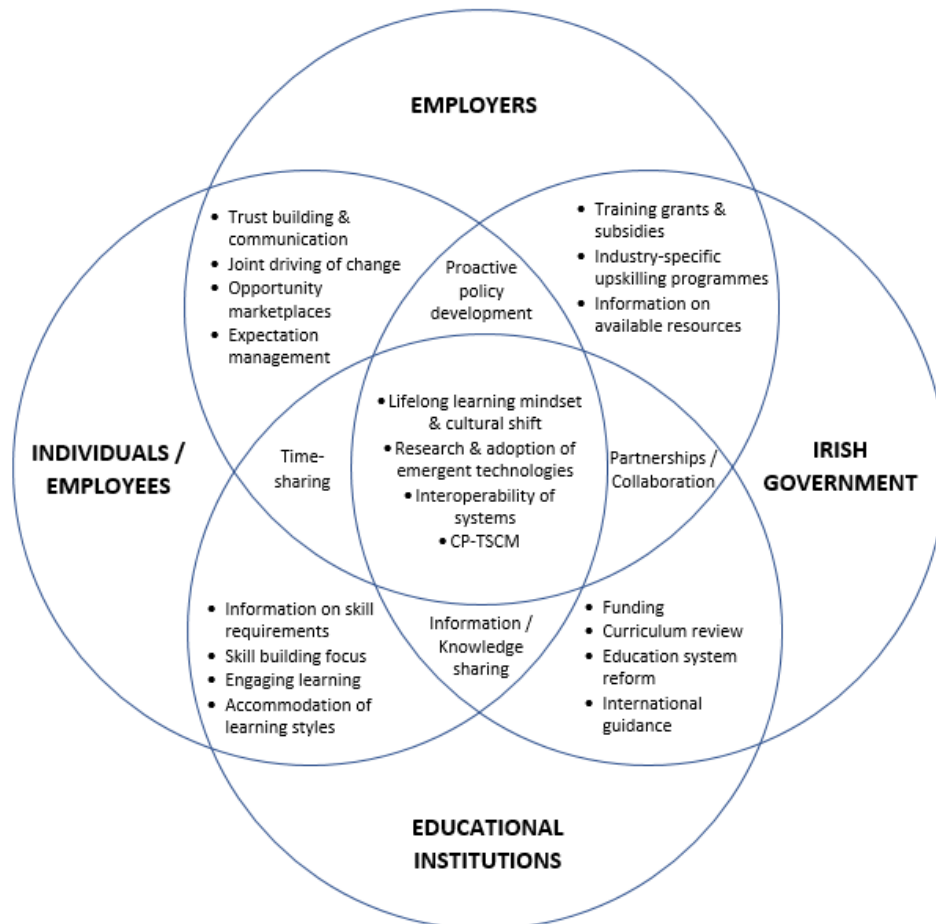 EMPLOYERS
• Trust building &
communication
• Joint driving of change
• Opportunity
marketplaces
• Expectation
management
Proactive
policy
development
• Training grants &
subsidies
• Industry-specific
upskilling programmes
• Information on
available resources
INDIVIDUALS /
EMPLOYEES
Time-
sharing
• Lifelong learning mindset
& cultural shift
• Research & adoption of
emergent technologies
• Interoperability of
systems
• CP-TSCM
Partnerships /
Collaboration
IRISH
GOVERNMENT
• Information on skill
requirements
• Skill building focus
• Engaging learning
• Accommodation of
learning styles
Information /
Knowledge
sharing
• Funding
• Curriculum review
• Education system
reform
• International
guidance
EDUCATIONAL
INSTITUTIONS